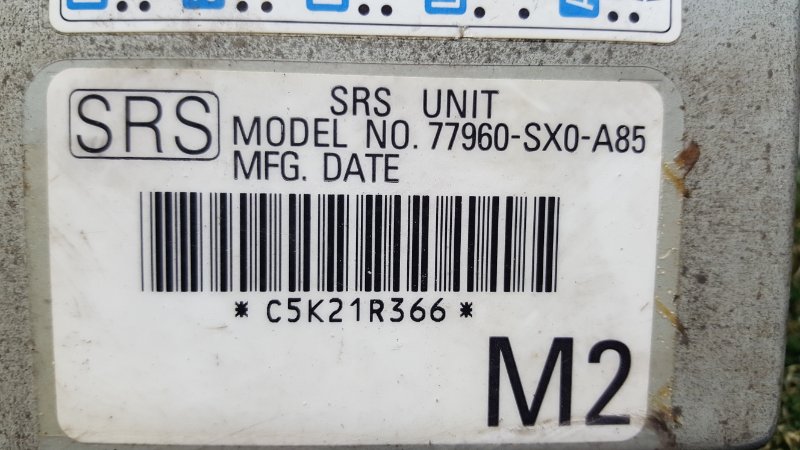 SRS
SRS UNIT
MODEL NO. 77960-SX0-A85
MFG. DATE
* C5K21R366 *
M2